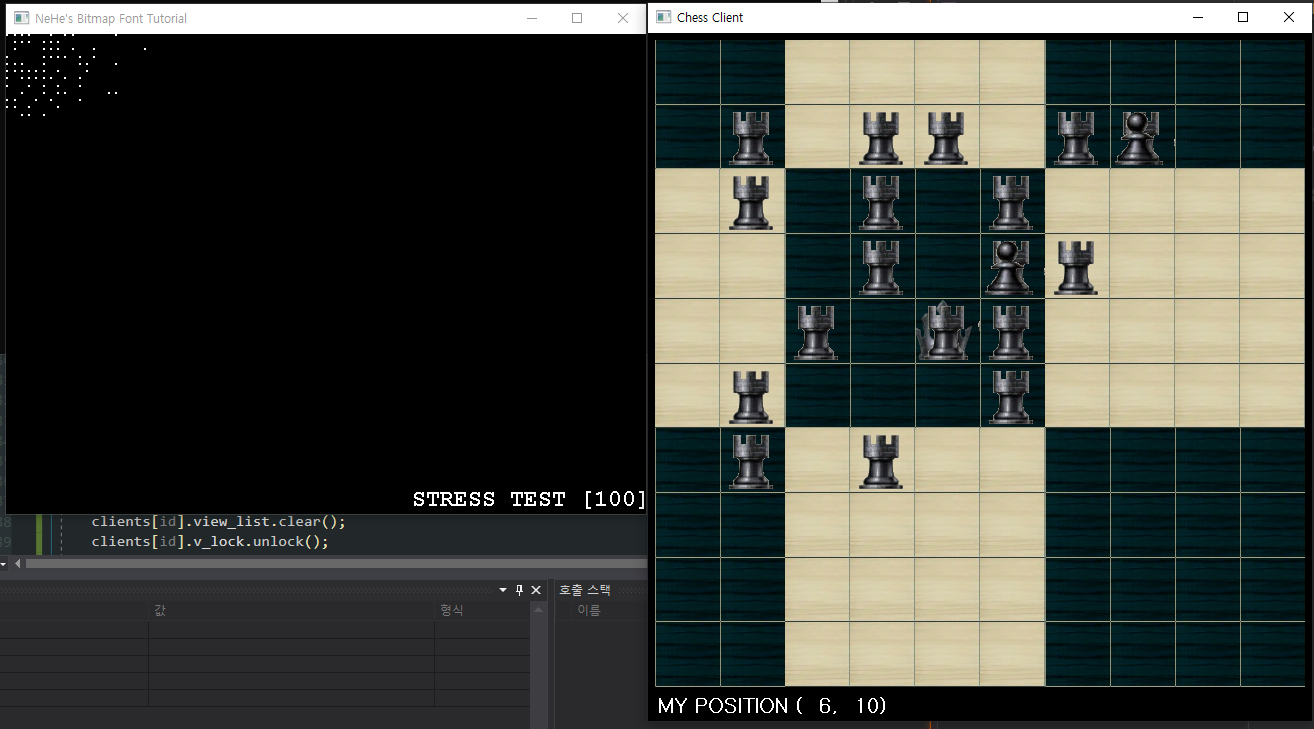 NeHe's Bitmap Font Tutorial
Chess Client
STRESS TEST [100]
clients[id].view_list.clear();
clients[id].v_lock.unlock();
호출 스택
값
형식
이름
MY POSITION ( 6, 10)